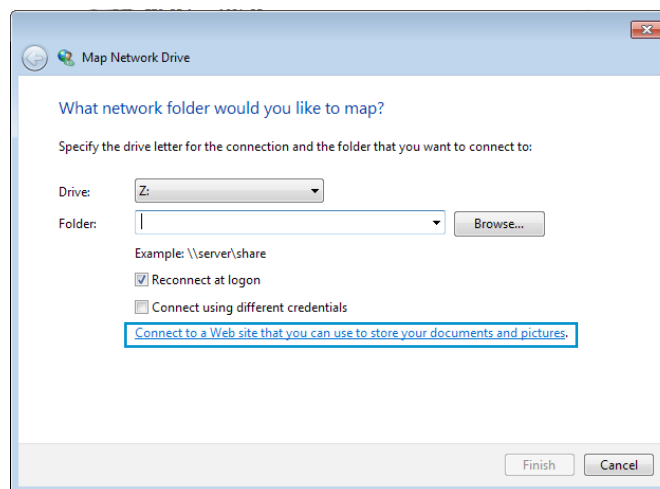 Map Network Drive
What network folder would you like to map?
Specify the drive letter for the connection and the folder that you want to connect to:
Drive: Z:
Folder: Browse...
Example: \\server\share
Reconnect at logon
Connect using different credentials
Connect to a Web site that you can use to store your documents and pictures.
Finish Cancel